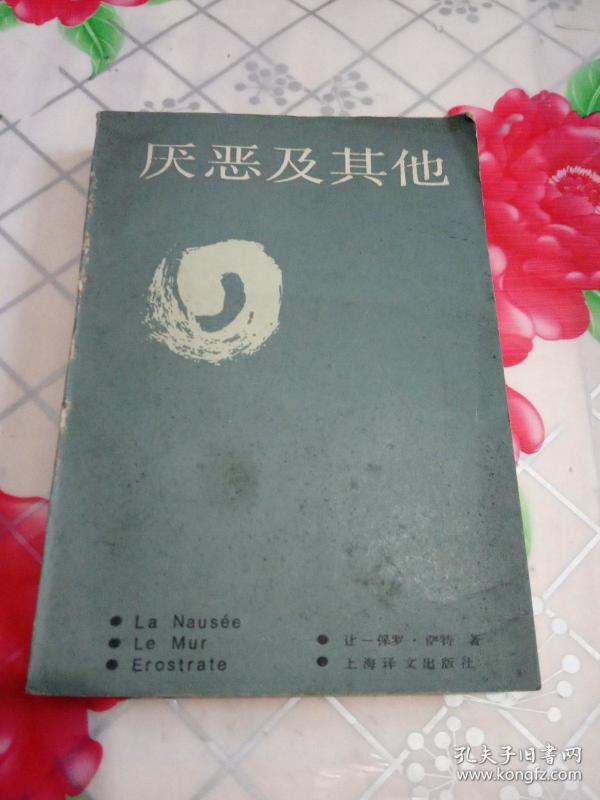 厌恶及其他
• La Nausée
• Le Mur
• Erostrate
• 让－保罗·萨特 著
• 上海译文出版社
孔夫子旧书网
www.kongfz.com